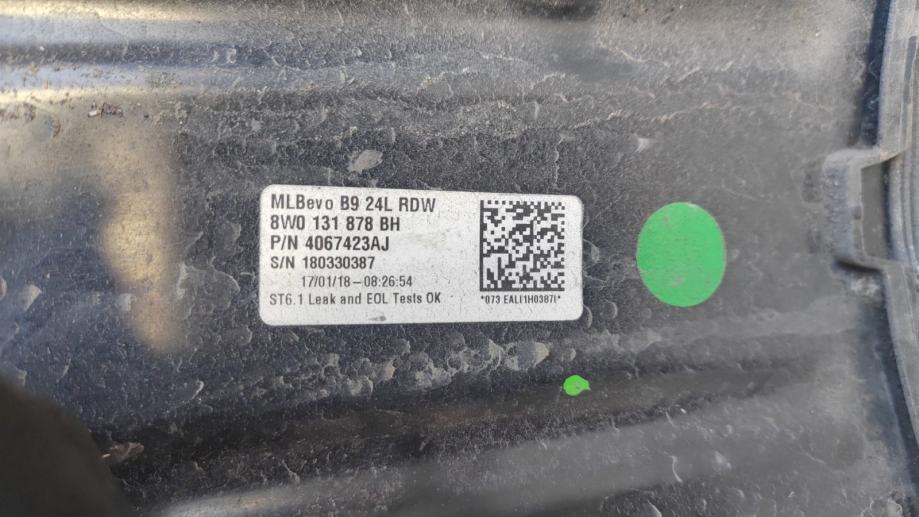 MLBevo B9 24L RDW
8W0 131 878 BH
P/N 4067423AJ
S/N 180330387
17/01/18-08:26:54
ST6.1 Leak and EOL Tests OK
*073 EALI1H0387I*